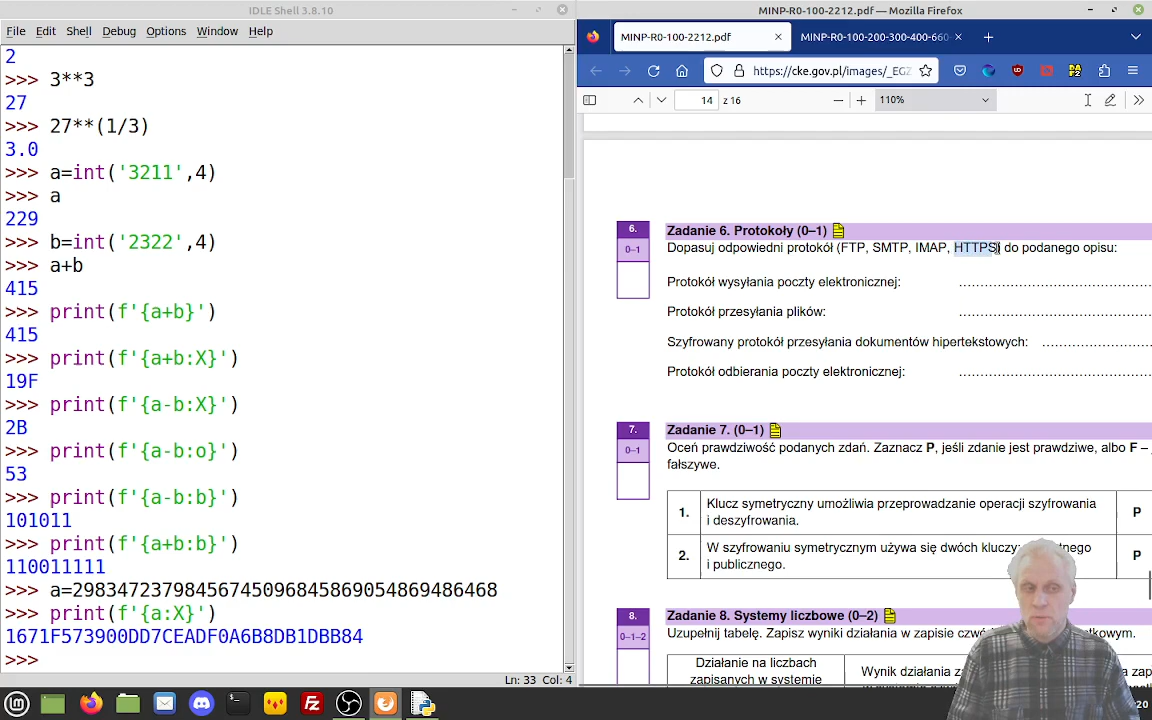 IDLE Shell 3.8.10
File Edit Shell Debug Options Window Help
2
>>> 3**3
27
>>> 27**(1/3)
3.0
>>> a=int('3211',4)
>>> a
229
>>> b=int('2322',4)
>>> a+b
415
>>> print(f'{a+b}')
415
>>> print(f'{a+b:X}')
19F
>>> print(f'{a-b:X}')
2B
>>> print(f'{a-b:o}')
53
>>> print(f'{a-b:b}')
101011
>>> print(f'{a+b:b}')
110011111
>>> a=29834723798456745096845869054869486468
>>> print(f'{a:X}')
1671F573900DD7CEADF0A6B8DB1DBB84
>>>
Ln: 33 Col: 4
MINP-R0-100-2212.pdf — Mozilla Firefox
MINP-R0-100-2212.pdf
MINP-R0-100-200-300-400-660-
https://cke.gov.pl/images/_EGZ
14 z 16
110%
6. Zadanie 6. Protokoły (0–1)
0–1 Dopasuj odpowiedni protokół (FTP, SMTP, IMAP, HTTPS) do podanego opisu:
Protokół wysyłania poczty elektronicznej: ....................................
Protokół przesyłania plików: ....................................
Szyfrowany protokół przesyłania dokumentów hipertekstowych: ....................
Protokół odbierania poczty elektronicznej: ....................................
7. Zadanie 7. (0–1)
0–1 Oceń prawdziwość podanych zdań. Zaznacz P, jeśli zdanie jest prawdziwe, albo F –
fałszywe.
1. Klucz symetryczny umożliwia przeprowadzanie operacji szyfrowania P
i deszyfrowania.
2. W szyfrowaniu symetrycznym używa się dwóch kluczy: P
i publicznego.
8. Zadanie 8. Systemy liczbowe (0–2)
0–1–2 Uzupełnij tabelę. Zapisz wyniki działania w zapisie
Działanie na liczbach Wynik działania
zapisanych w systemie